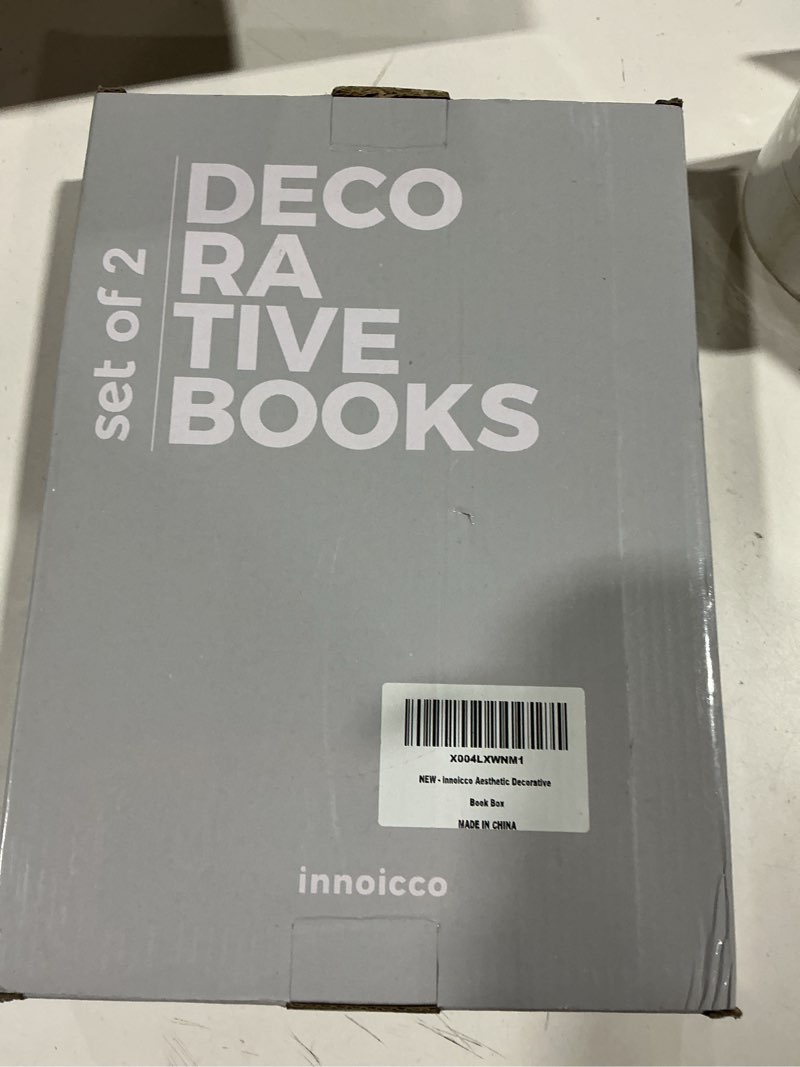 set of 2
DECO
RA
TIVE
BOOKS
X004LXWNM1
NEW - innoicco Aesthetic Decorative
Book Box
MADE IN CHINA
innoicco